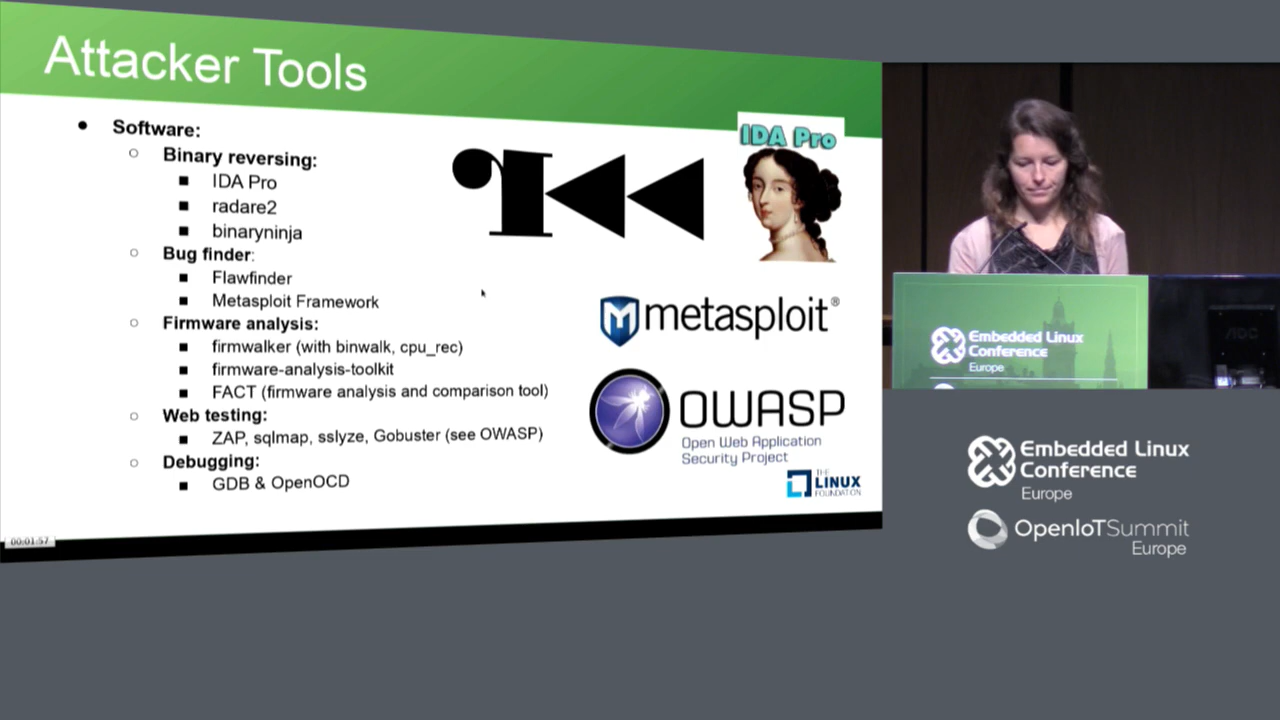 Attacker Tools
Software:
Binary reversing:
IDA Pro
radare2
binaryninja
Bug finder:
Flawfinder
Metasploit Framework
Firmware analysis:
firmwalker (with binwalk, cpu_rec)
firmware-analysis-toolkit
FACT (firmware analysis and comparison tool)
Web testing:
ZAP, sqlmap, sslyze, Gobuster (see OWASP)
Debugging:
GDB & OpenOCD
IDA Pro
metasploit®
OWASP
Open Web Application
Security Project
THE
LINUX
FOUNDATION
00:01:57
Embedded Linux
Conference
Europe
AOC
Embedded Linux
Conference
Europe
OpenIoTSummit
Europe